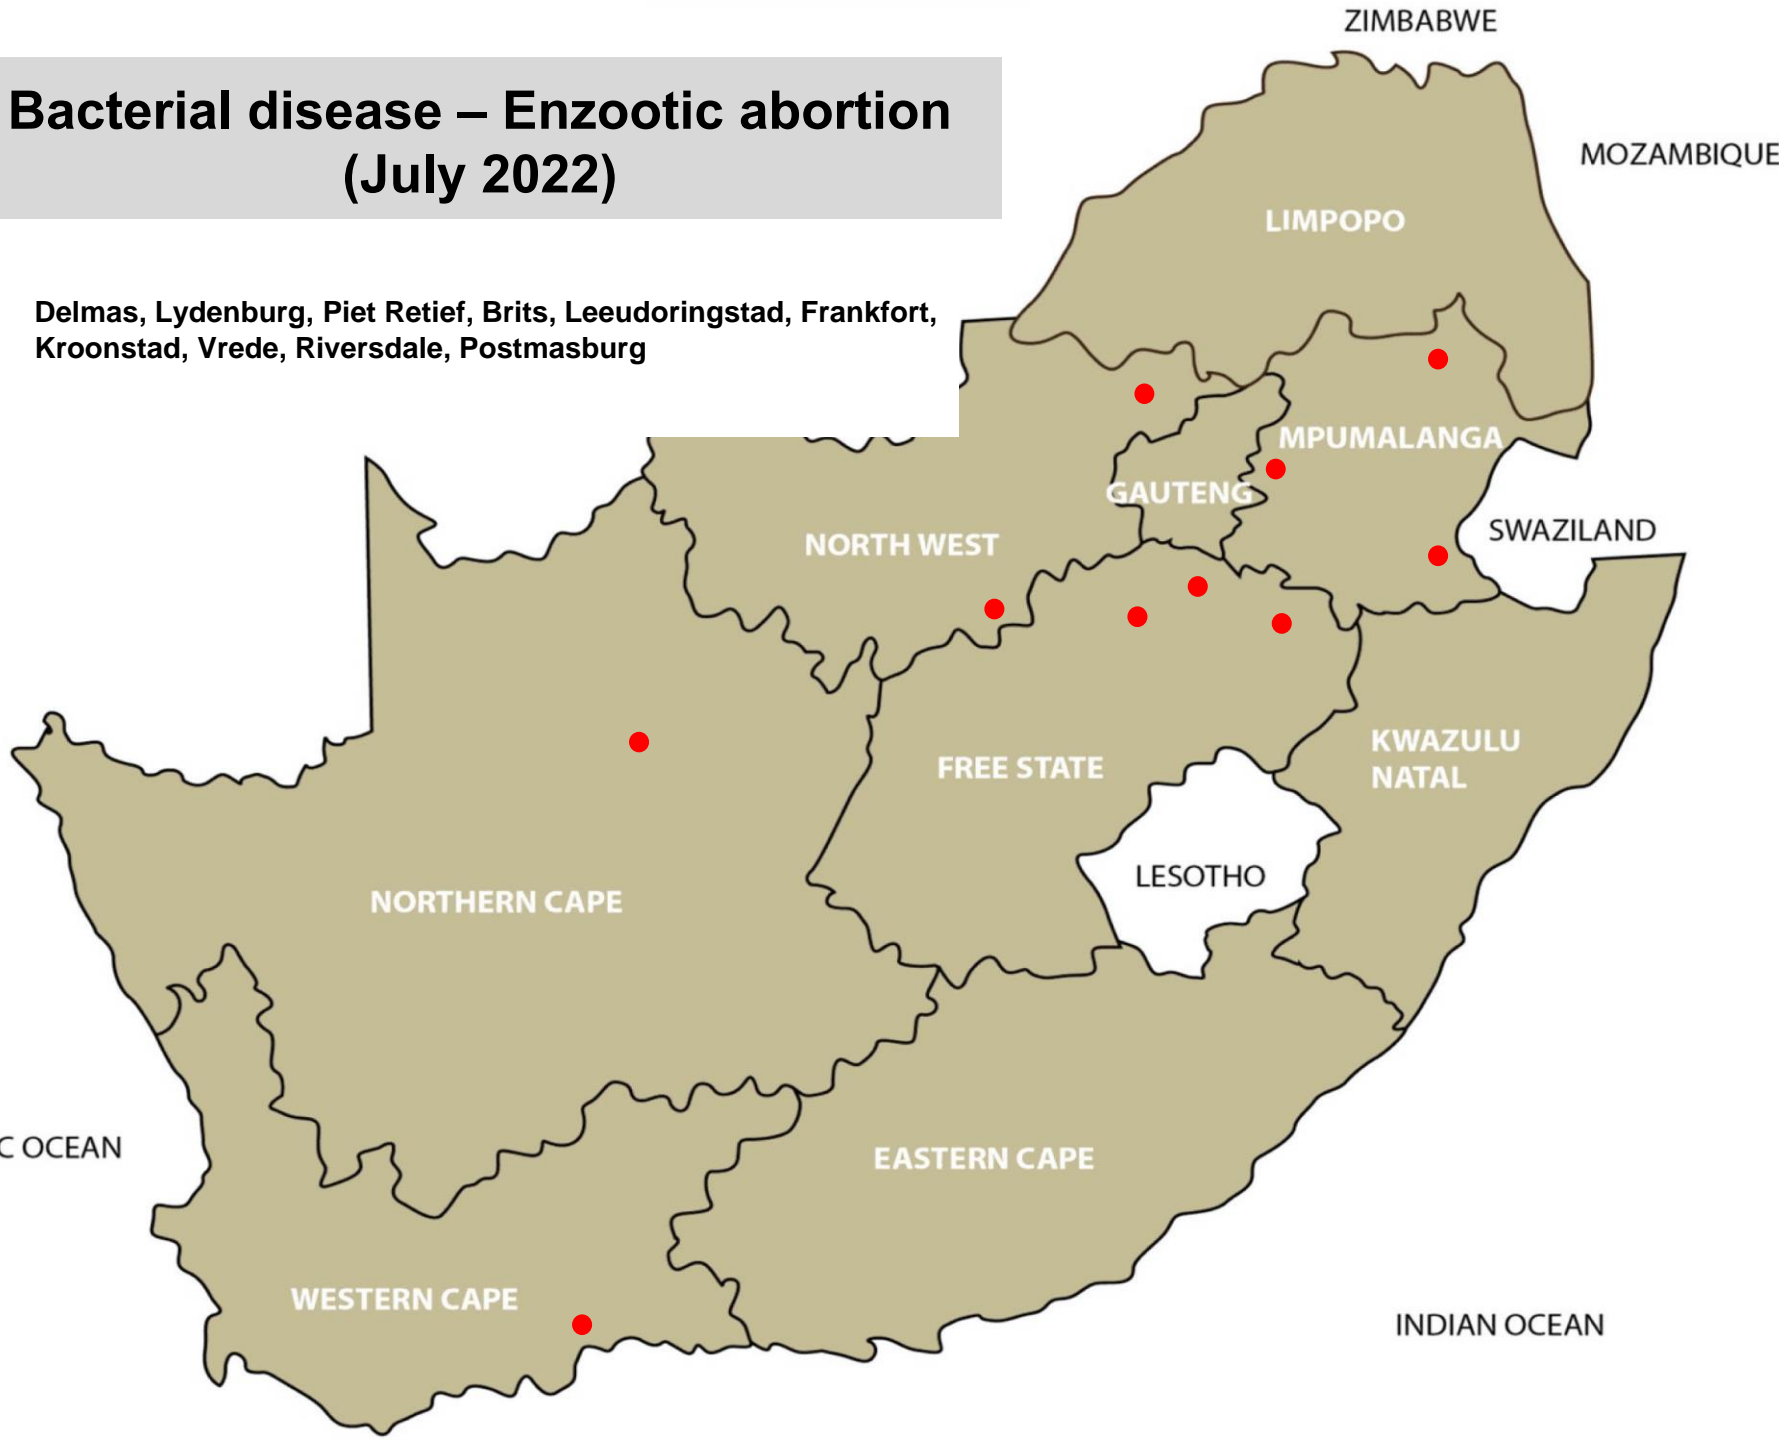 ZIMBABWE
Bacterial disease – Enzootic abortion
(July 2022)
MOZAMBIQUE
LIMPOPO
Delmas, Lydenburg, Piet Retief, Brits, Leeudoringstad, Frankfort,
Kroonstad, Vrede, Riversdale, Postmasburg
MPUMALANGA
GAUTENG
SWAZILAND
NORTH WEST
KWAZULU
NATAL
FREE STATE
LESOTHO
NORTHERN CAPE
C OCEAN
EASTERN CAPE
WESTERN CAPE
INDIAN OCEAN